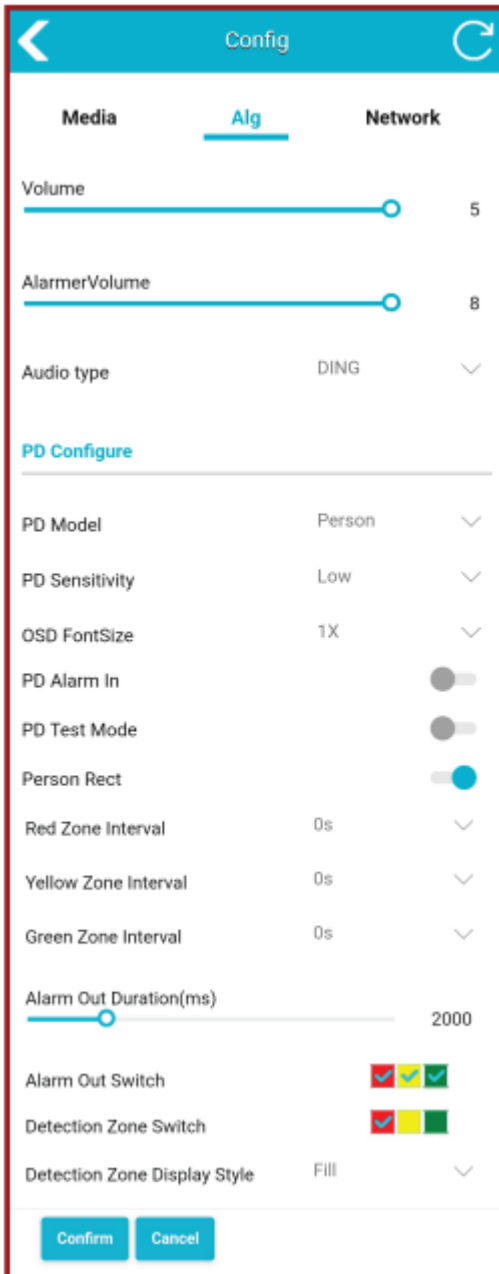 Config
Media Alg Network
Volume
5
AlarmerVolume
8
Audio type DING
PD Configure
PD Model Person
PD Sensitivity Low
OSD FontSize 1X
PD Alarm In
PD Test Mode
Person Rect
Red Zone Interval 0s
Yellow Zone Interval 0s
Green Zone Interval 0s
Alarm Out Duration(ms)
2000
Alarm Out Switch
Detection Zone Switch
Detection Zone Display Style Fill
Confirm Cancel